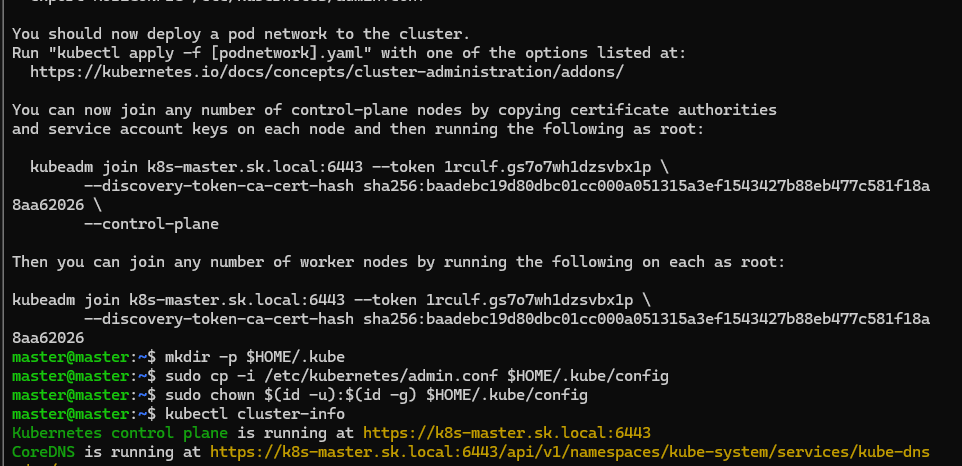 You should now deploy a pod network to the cluster.
Run "kubectl apply -f [podnetwork].yaml" with one of the options listed at:
  https://kubernetes.io/docs/concepts/cluster-administration/addons/

You can now join any number of control-plane nodes by copying certificate authorities
and service account keys on each node and then running the following as root:

  kubeadm join k8s-master.sk.local:6443 --token 1rculf.gs7o7wh1dzsvbx1p \
        --discovery-token-ca-cert-hash sha256:baadebc19d80dbc01cc000a051315a3ef1543427b88eb477c581f18a
8aa62026 \
        --control-plane

Then you can join any number of worker nodes by running the following on each as root:

kubeadm join k8s-master.sk.local:6443 --token 1rculf.gs7o7wh1dzsvbx1p \
        --discovery-token-ca-cert-hash sha256:baadebc19d80dbc01cc000a051315a3ef1543427b88eb477c581f18a
8aa62026
master@master:~$ mkdir -p $HOME/.kube
master@master:~$ sudo cp -i /etc/kubernetes/admin.conf $HOME/.kube/config
master@master:~$ sudo chown $(id -u):$(id -g) $HOME/.kube/config
master@master:~$ kubectl cluster-info
Kubernetes control plane is running at https://k8s-master.sk.local:6443
CoreDNS is running at https://k8s-master.sk.local:6443/api/v1/namespaces/kube-system/services/kube-dns